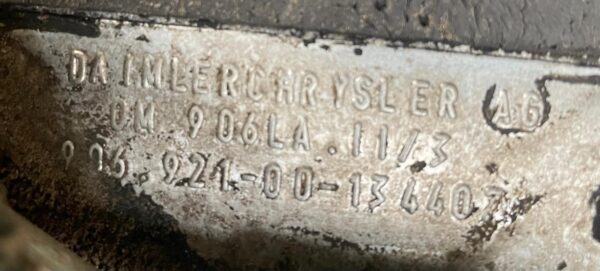 DAIMLERCHRYSLER AG
OM 906LA.II/3
906.921-00-134407